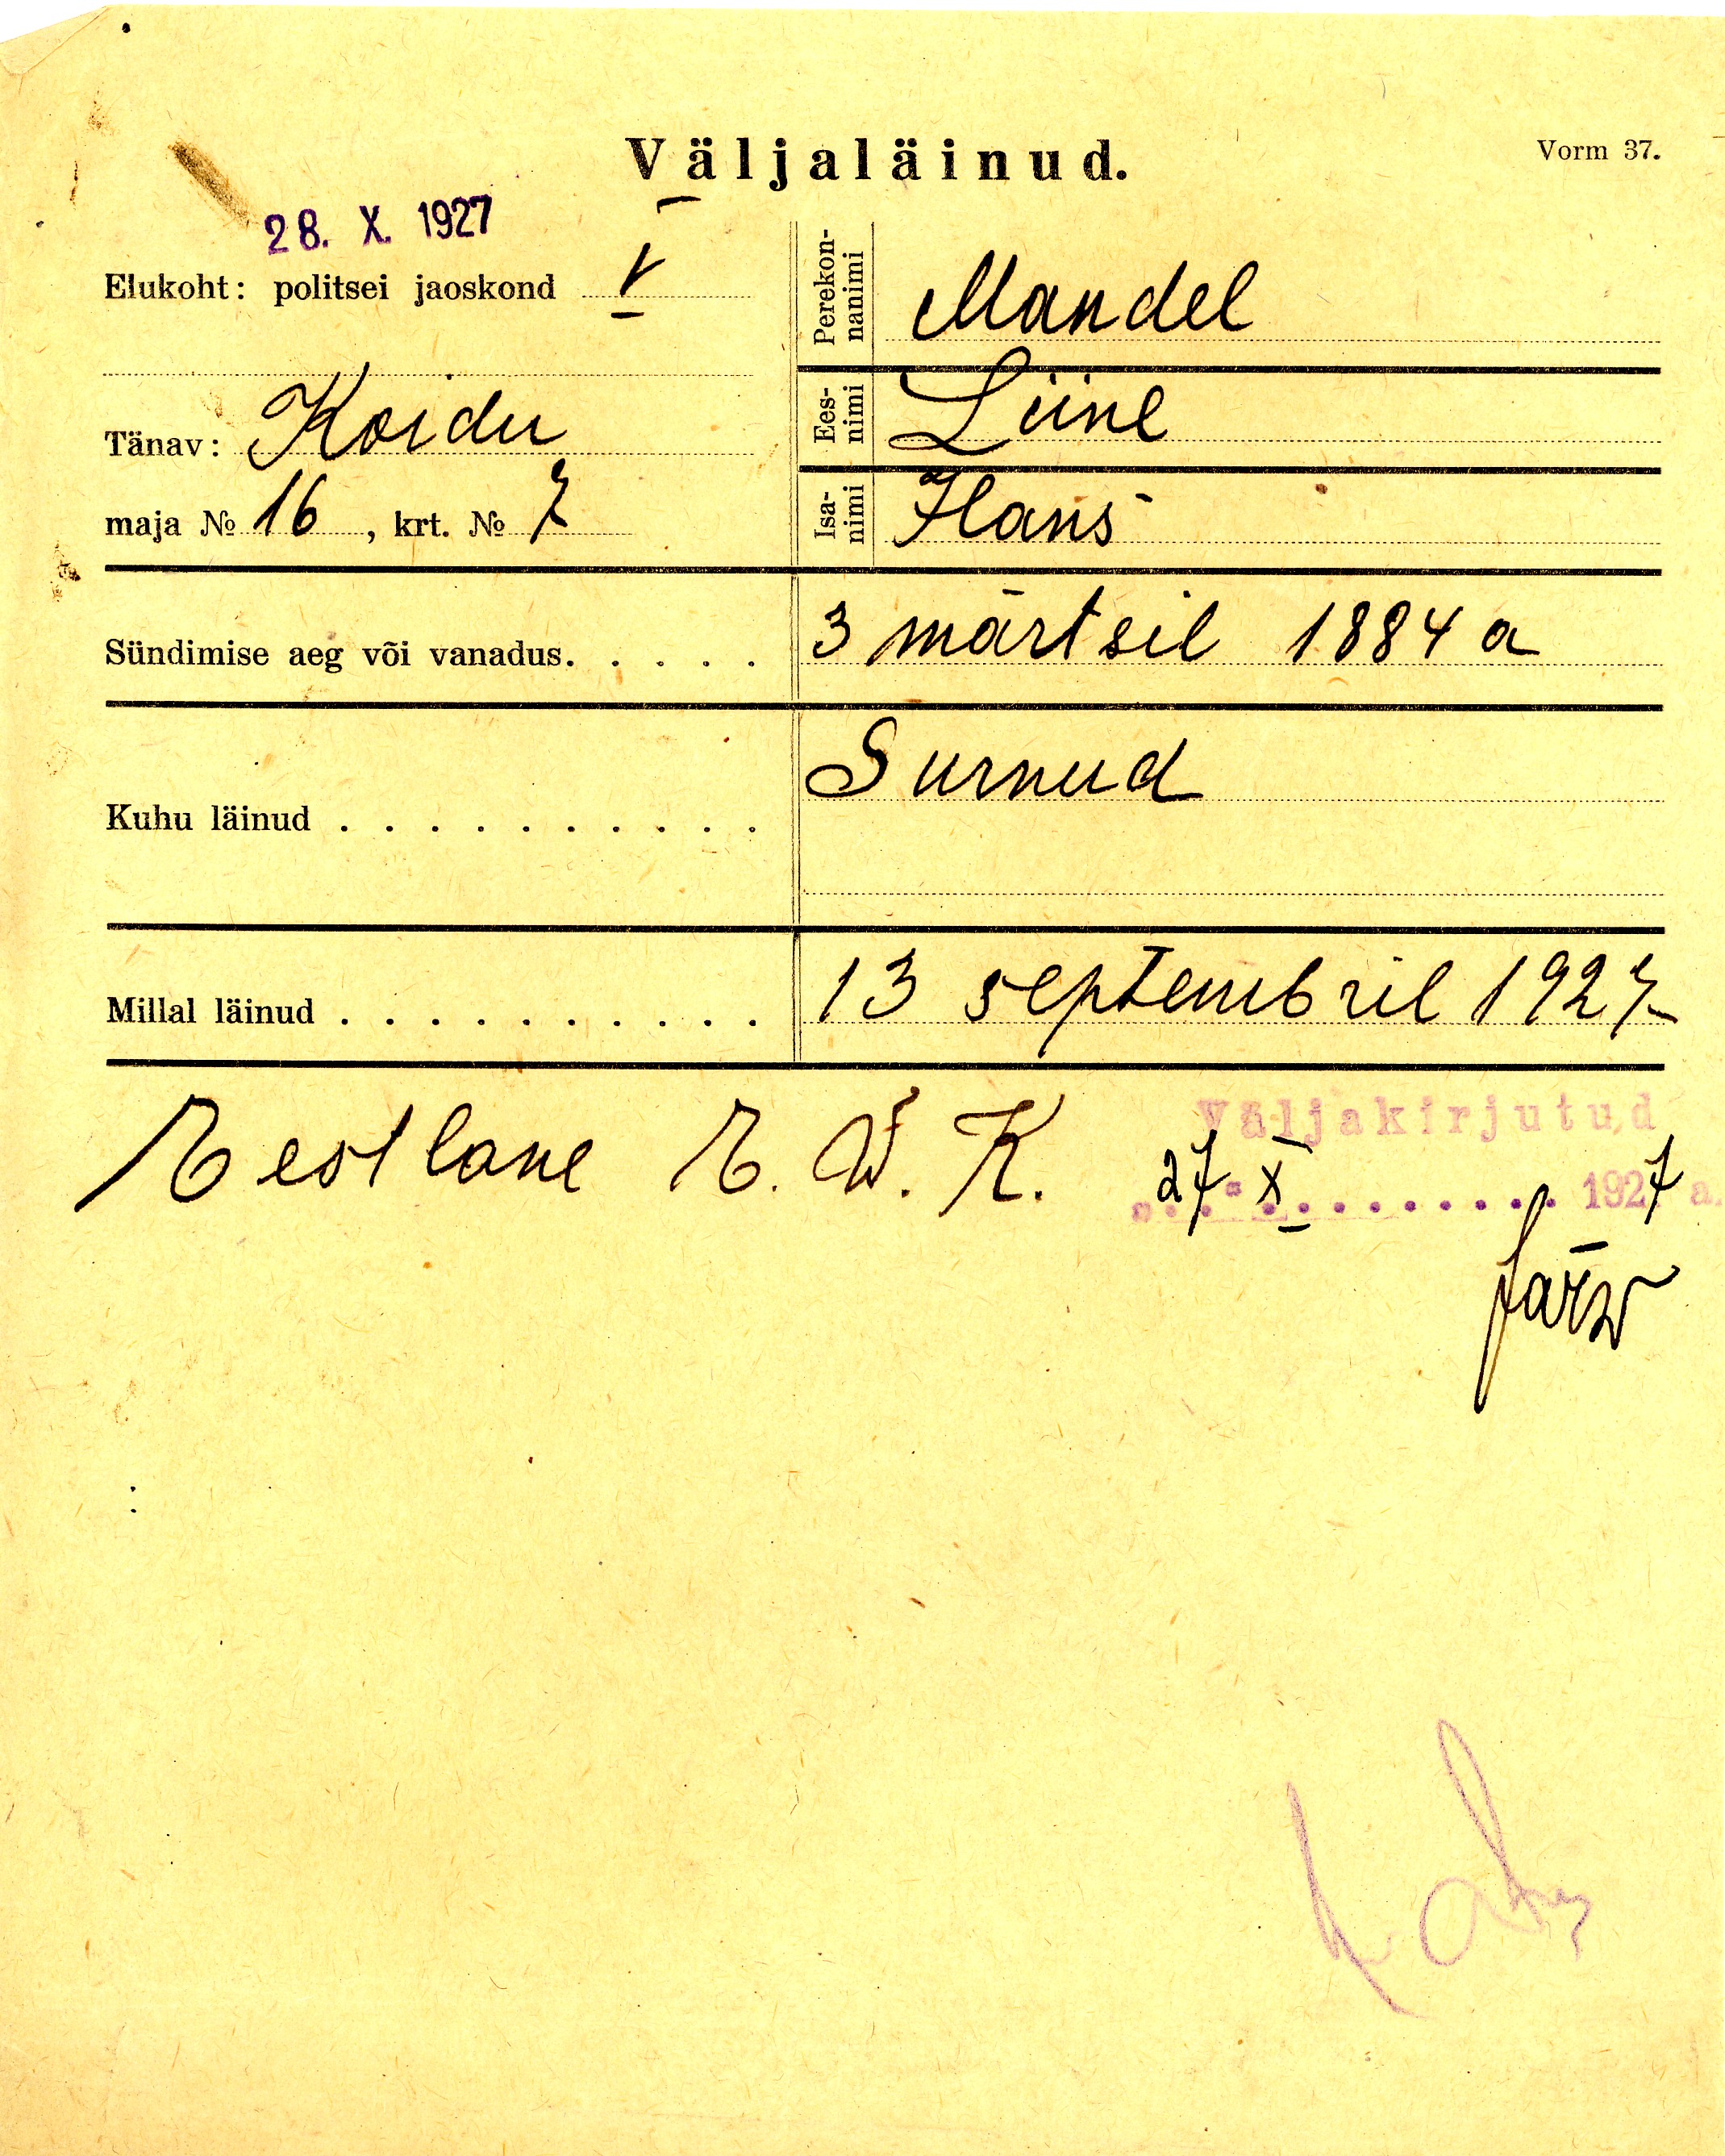 Väljaläinud.
Vorm 37.
28. X. 1927
Elukoht: politsei jaoskond V
Tänav: Koidu
maja № 16, krt. № 7
Perekonnanimi Mandel
Eesnimi Liine
Isanimi Hans
Sündimise aeg või vanadus. . . . . 3 märtsil 1884 a
Kuhu läinud . . . . . . . . . . Surnud
Millal läinud . . . . . . . . . . 13 septembril 1927
Eestlane E. W. K.
Väljakirjutud
27 X . . . . . . . . 1927 a.
Järw